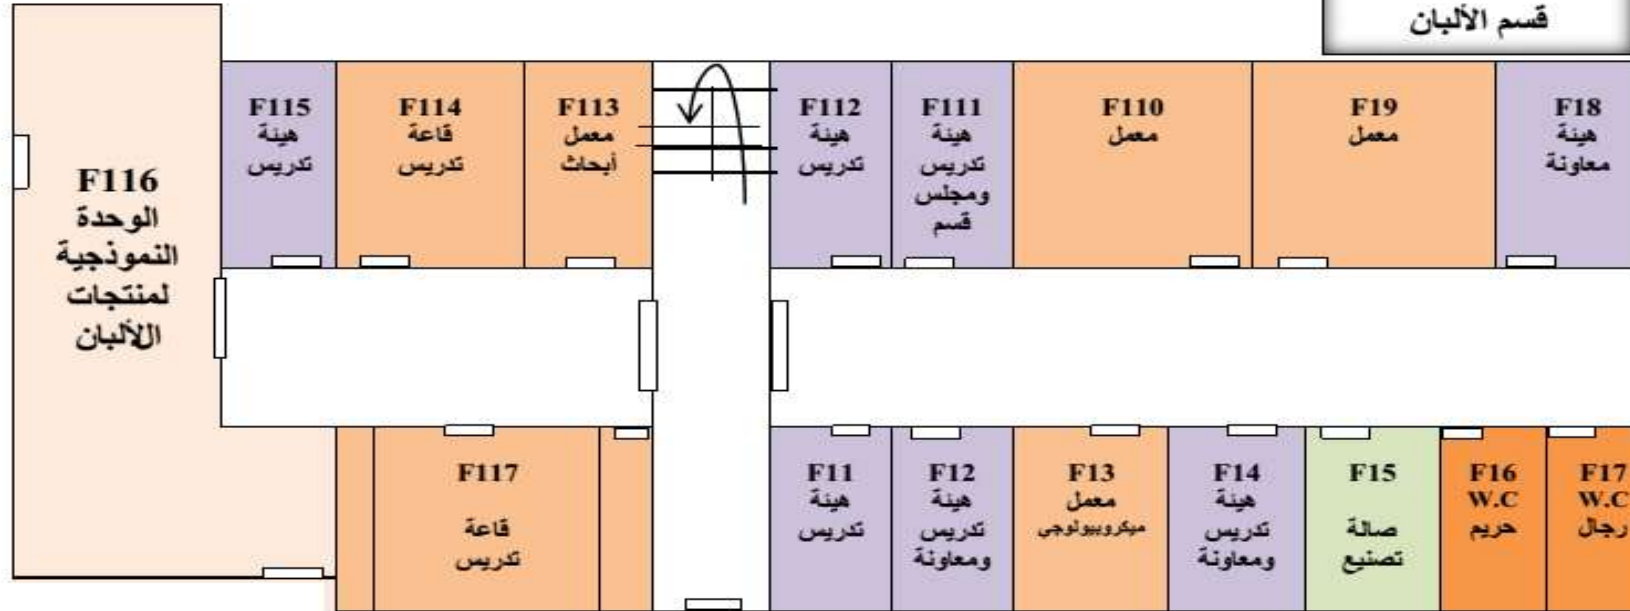 قسم الألبان
F116
الوحدة
النموذجية
لمنتجات
الألبان
F115
هيئة
تدريس
F114
قاعة
تدريس
F113
معمل
أبحاث
F112
هيئة
تدريس
F111
هيئة
تدريس
ومجلس
قسم
F110
معمل
F19
معمل
F18
هيئة
معاونة
F117
قاعة
تدريس
F11
هيئة
تدريس
F12
هيئة
تدريس
ومعاونة
F13
معمل
ميكروبيولوجي
F14
هيئة
تدريس
ومعاونة
F15
صالة
تصنيع
F16
W.C
حريم
F17
W.C
رجال